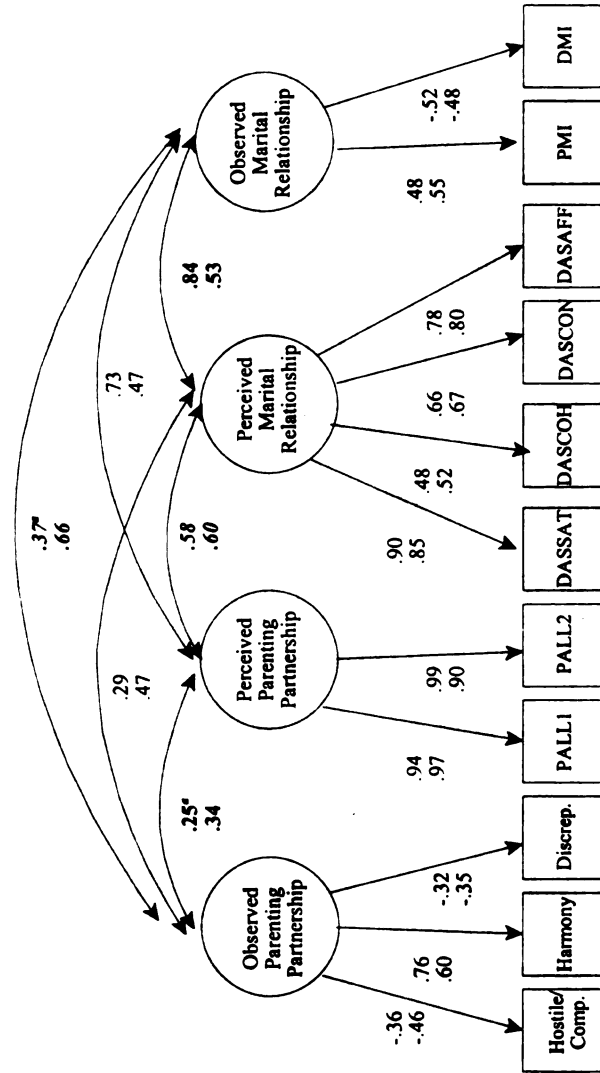 .37ª
.66
.29
.47
.73
.47
.25ª
.34
.58
.60
.84
.53
Observed
Parenting
Partnership
Perceived
Parenting
Partnership
Perceived
Marital
Relationship
Observed
Marital
Relationship
-.36
-.46
.76
.60
-.32
-.35
.94
.97
.99
.90
.90
.85
.48
.52
.66
.67
.78
.80
.48
.55
-.52
-.48
Hostile/
Comp.
Harmony
Discrep.
PALL1
PALL2
DASSAT
DASCOH
DASCON
DASAFF
PMI
DMI